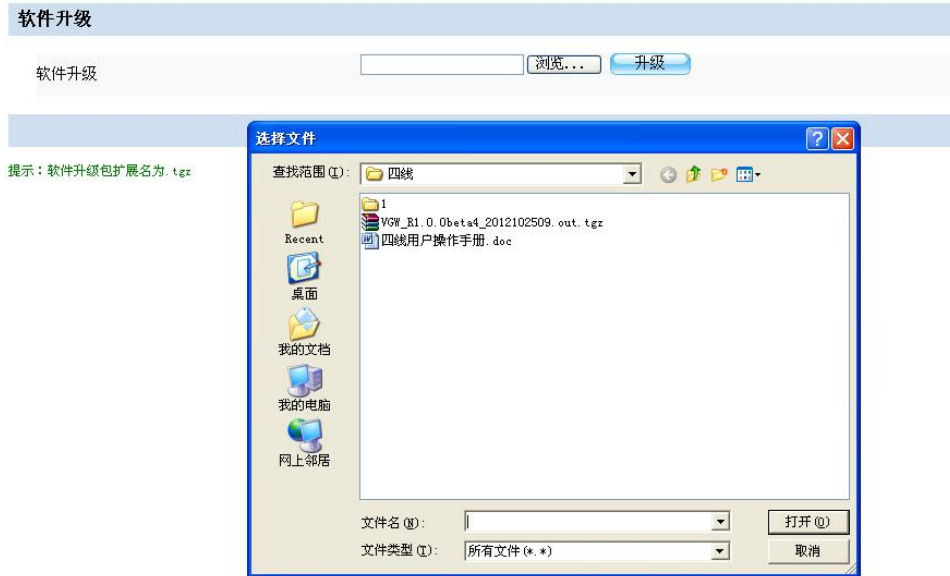 软件升级
软件升级 浏览... 升级
选择文件
提示：软件升级包扩展名为.tgz
查找范围(I): 四线
1
VGW_R1.0.0beta4_2012102509.out.tgz
四线用户操作手册.doc
Recent
桌面
我的文档
我的电脑
网上邻居
文件名(N): 打开(O)
文件类型(T): 所有文件(*.*) 取消